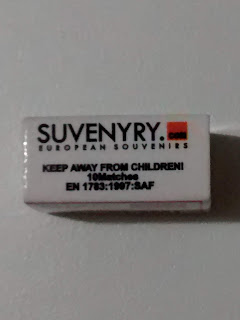 SUVENYRY.com
EUROPEAN SOUVENIRS
KEEP AWAY FROM CHILDREN!
10Matches
EN 1783:1997:SAF